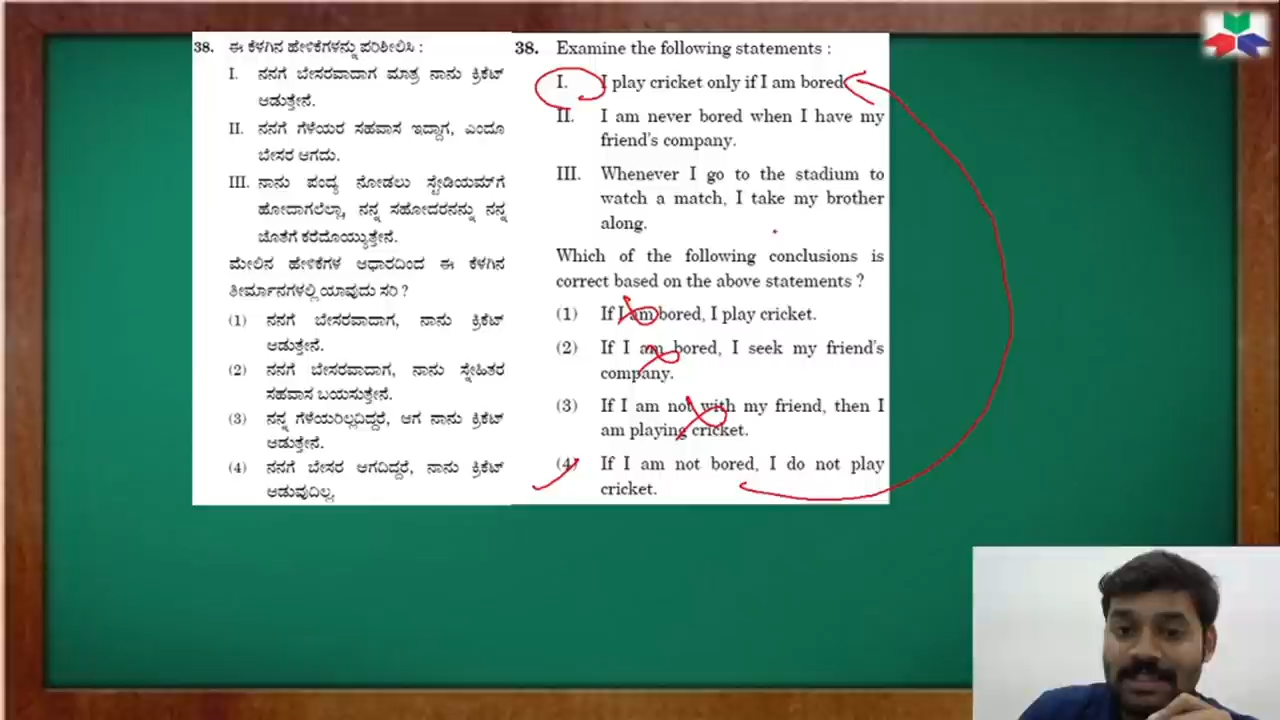 38. ಈ ಕೆಳಗಿನ ಹೇಳಿಕೆಗಳನ್ನು ಪರಿಶೀಲಿಸಿ :
I. ನನಗೆ ಬೇಸರವಾದಾಗ ಮಾತ್ರ ನಾನು ಕ್ರಿಕೆಟ್
ಆಡುತ್ತೇನೆ.
II. ನನಗೆ ಗೆಳೆಯರ ಸಹವಾಸ ಇದ್ದಾಗ, ಎಂದೂ
ಬೇಸರ ಆಗದು.
III. ನಾನು ಪಂದ್ಯ ನೋಡಲು ಸ್ಟೇಡಿಯಮ್‌ಗೆ
ಹೋದಾಗಲೆಲ್ಲಾ, ನನ್ನ ಸಹೋದರನನ್ನು ನನ್ನ
ಜೊತೆಗೆ ಕರೆದೊಯ್ಯುತ್ತೇನೆ.
ಮೇಲಿನ ಹೇಳಿಕೆಗಳ ಆಧಾರದಿಂದ ಈ ಕೆಳಗಿನ
ತೀರ್ಮಾನಗಳಲ್ಲಿ ಯಾವುದು ಸರಿ ?
(1) ನನಗೆ ಬೇಸರವಾದಾಗ, ನಾನು ಕ್ರಿಕೆಟ್
ಆಡುತ್ತೇನೆ.
(2) ನನಗೆ ಬೇಸರವಾದಾಗ, ನಾನು ಸ್ನೇಹಿತರ
ಸಹವಾಸ ಬಯಸುತ್ತೇನೆ.
(3) ನನ್ನ ಗೆಳೆಯರಿಲ್ಲದಿದ್ದರೆ, ಆಗ ನಾನು ಕ್ರಿಕೆಟ್
ಆಡುತ್ತೇನೆ.
(4) ನನಗೆ ಬೇಸರ ಆಗದಿದ್ದರೆ, ನಾನು ಕ್ರಿಕೆಟ್
ಆಡುವುದಿಲ್ಲ.
38. Examine the following statements :
I. I play cricket only if I am bored
II. I am never bored when I have my
friend's company.
III. Whenever I go to the stadium to
watch a match, I take my brother
along.
Which of the following conclusions is
correct based on the above statements ?
(1) If I am bored, I play cricket.
(2) If I am bored, I seek my friend's
company.
(3) If I am not with my friend, then I
am playing cricket.
(4) If I am not bored, I do not play
cricket.